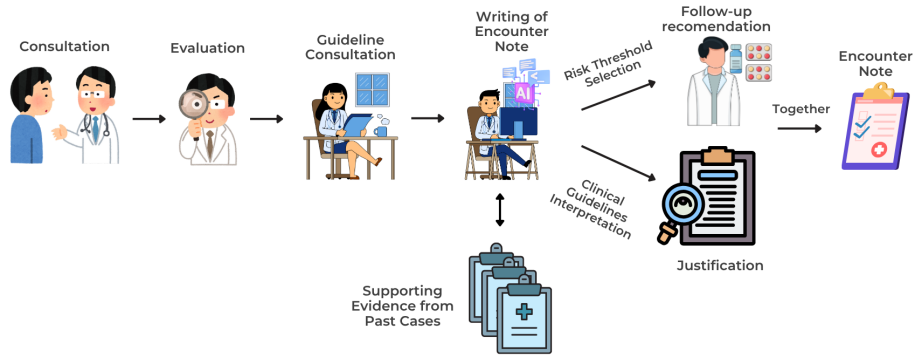 Consultation
Evaluation
Guideline
Consultation
Writing of
Encounter
Note
AI
Risk Threshold
Selection
Follow-up
recomendation
Together
Encounter
Note
Clinical
Guidelines
Interpretation
Justification
Supporting
Evidence from
Past Cases